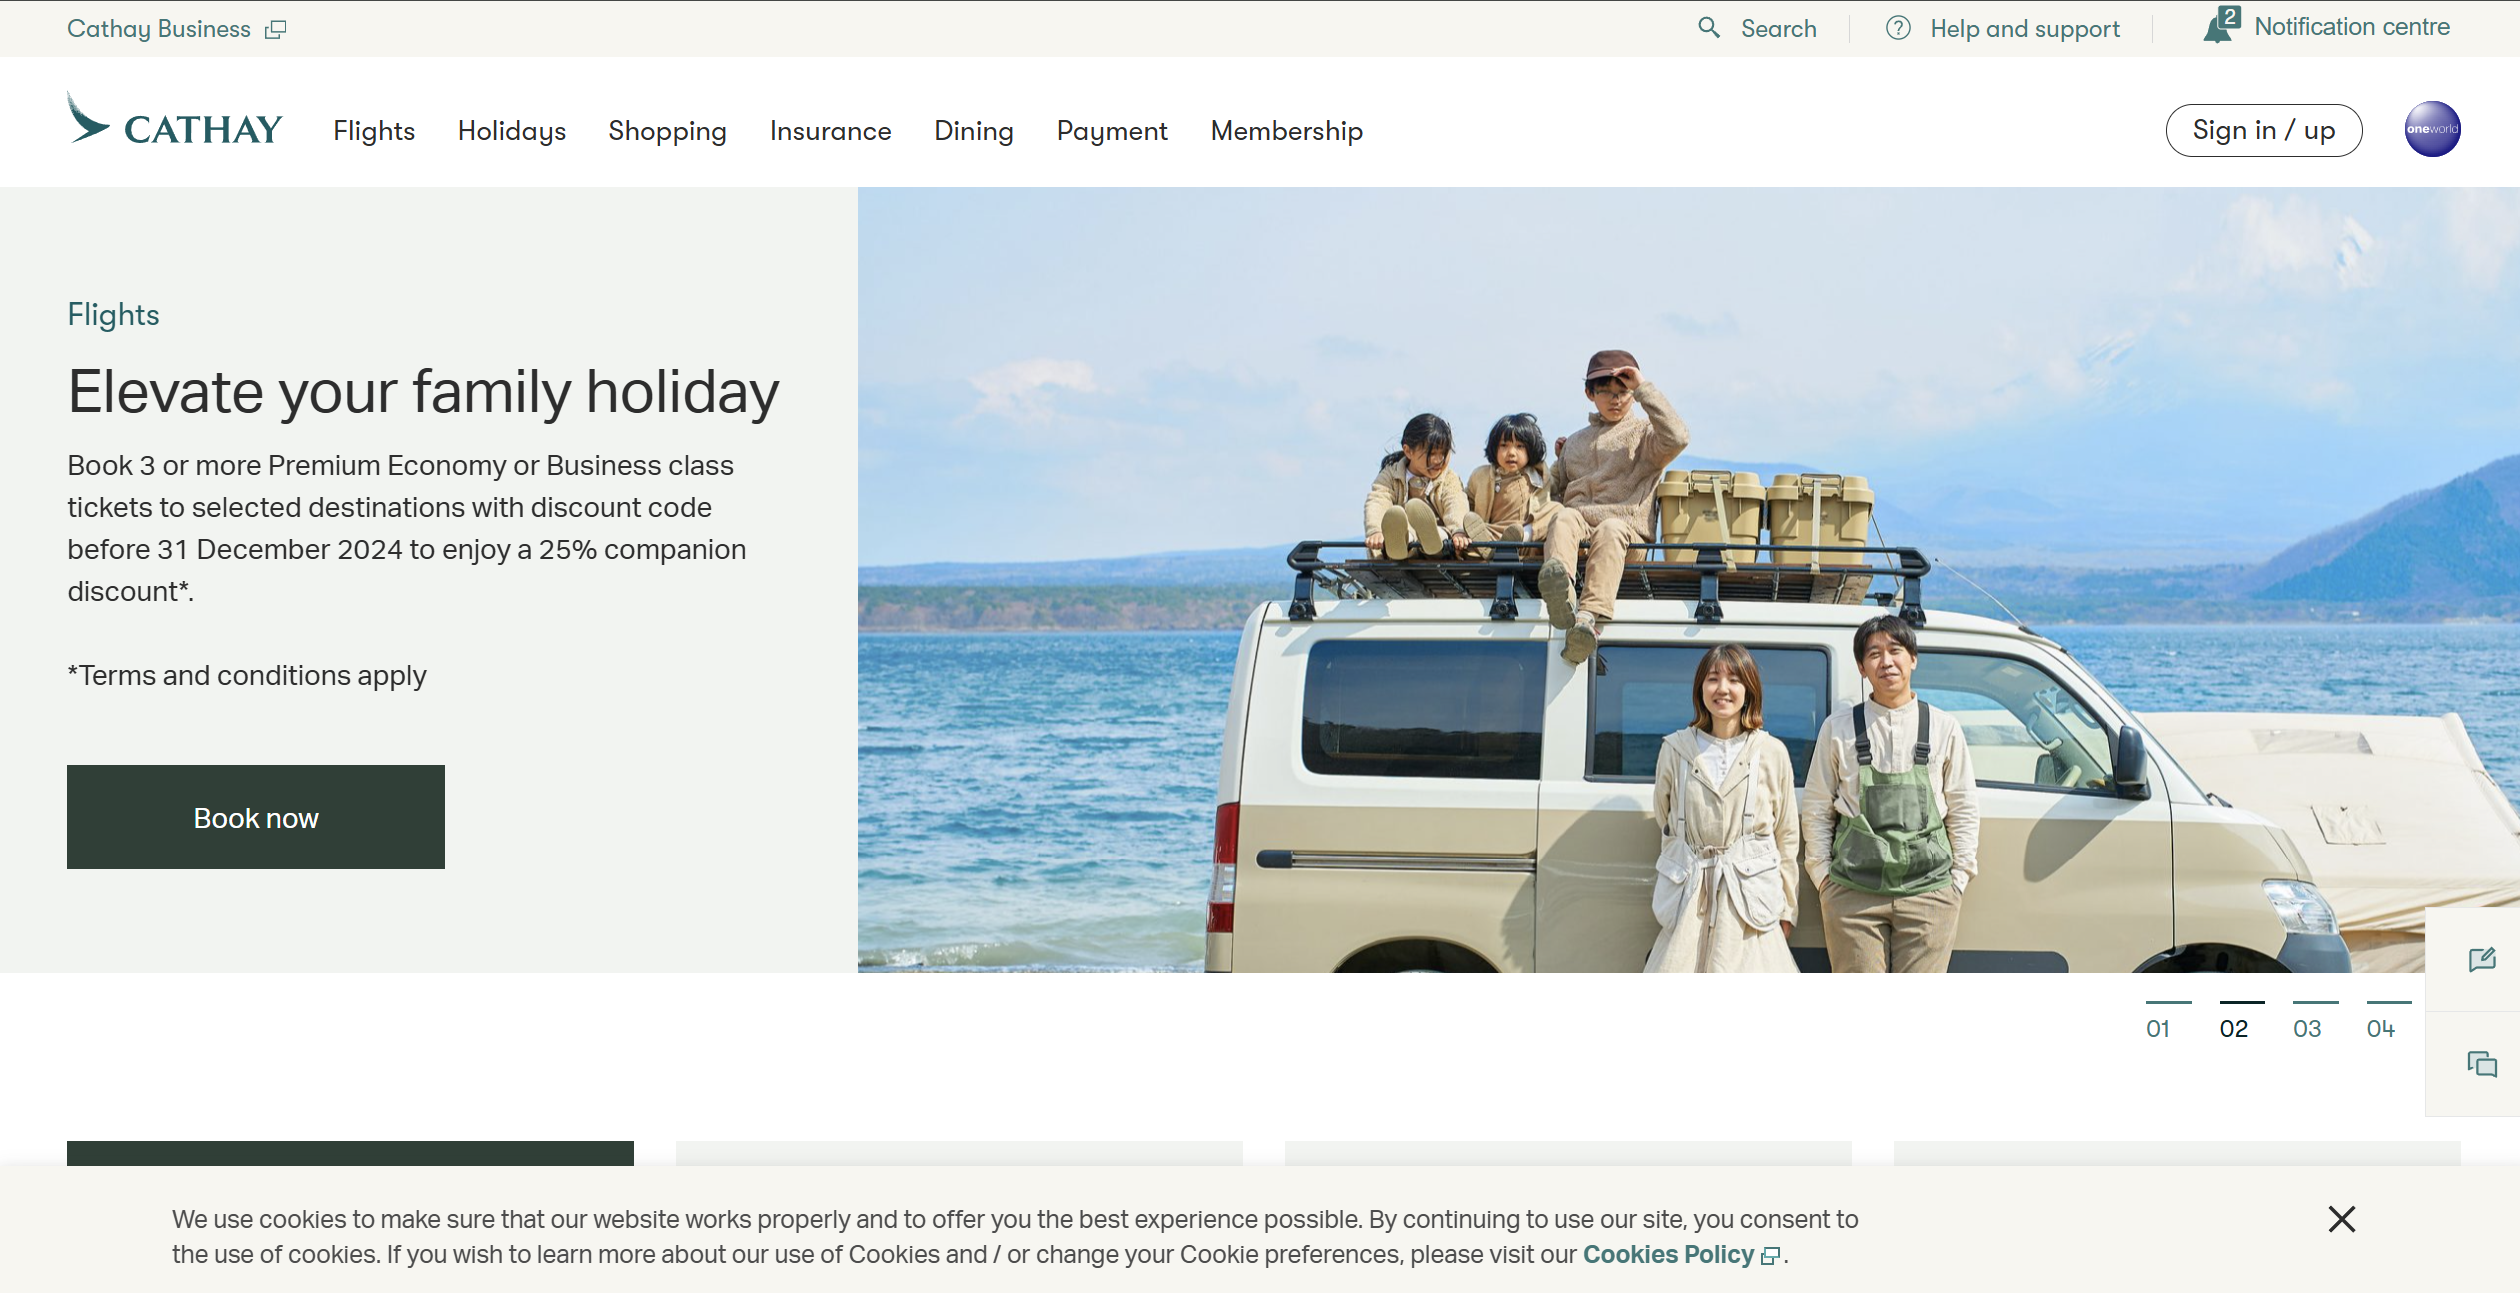 Cathay Business
Search
Help and support
2
Notification centre
CATHAY
Flights
Holidays
Shopping
Insurance
Dining
Payment
Membership
Sign in / up
oneworld
Flights
Elevate your family holiday
Book 3 or more Premium Economy or Business class
tickets to selected destinations with discount code
before 31 December 2024 to enjoy a 25% companion
discount*.
*Terms and conditions apply
Book now
01
02
03
04
We use cookies to make sure that our website works properly and to offer you the best experience possible. By continuing to use our site, you consent to
the use of cookies. If you wish to learn more about our use of Cookies and / or change your Cookie preferences, please visit our Cookies Policy.